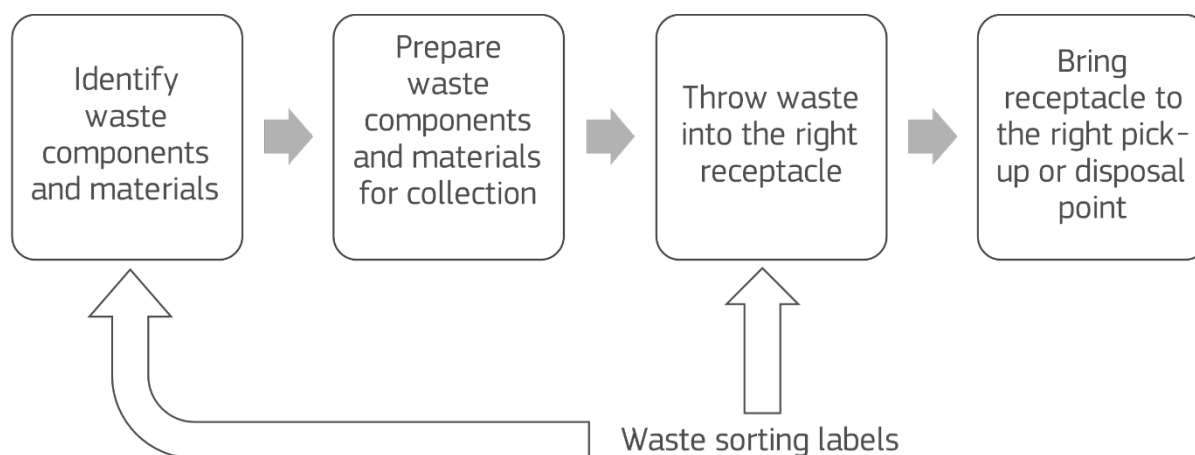 Identify
waste
components
and materials
Prepare
waste
components
and materials
for collection
Throw waste
into the right
receptacle
Bring
receptacle to
the right pick-
up or disposal
point
Waste sorting labels